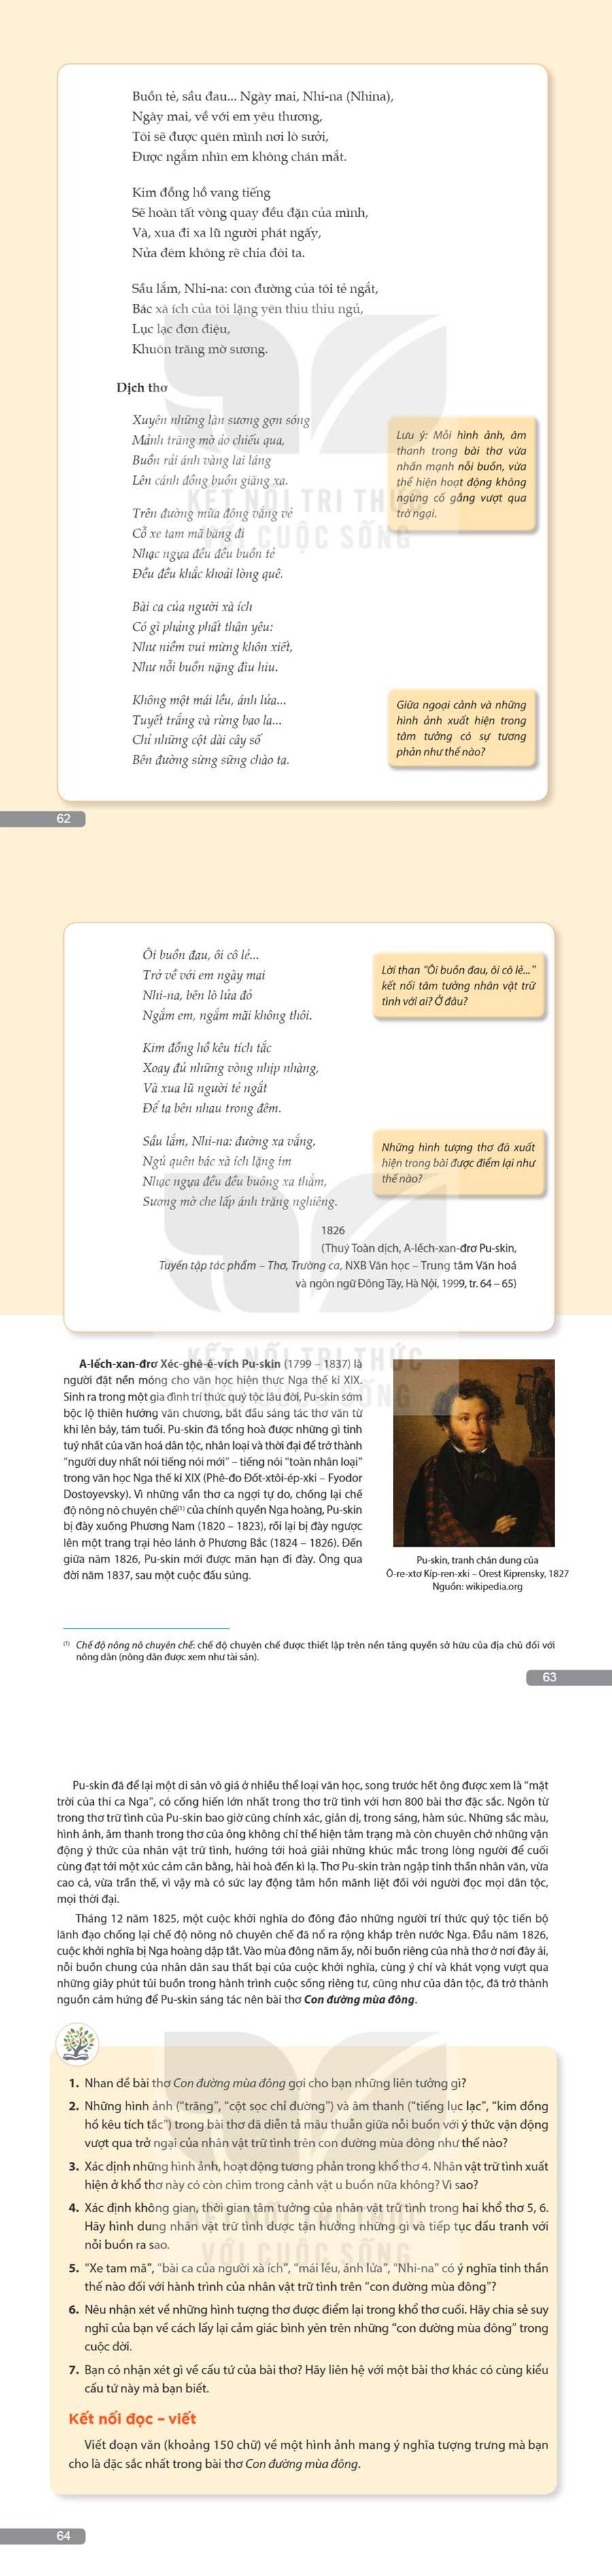 Buồn tẻ, sầu đau... Ngày mai, Nhi-na (Nhina),
Ngày mai, về với em yêu thương,
Tôi sẽ được quên mình nơi lò sưởi,
Được ngắm nhìn em không chán mắt.
Kim đồng hồ vang tiếng
Sẽ hoàn tất vòng quay đều đặn của mình,
Và, xua đi xa lũ người phát ngấy,
Nửa đêm không rẽ chia đôi ta.
Sầu lắm, Nhi-na: con đường của tôi tẻ ngắt,
Bác xà ích của tôi lặng yên thiu thiu ngủ,
Lục lạc đơn điệu,
Khuôn trăng mờ sương.
Dịch thơ
Xuyên những làn sương gợn sóng
Mảnh trăng mờ ảo chiếu qua,
Buồn rải ánh vàng lai láng
Lên cánh đồng buồn giăng xa.
Trên đường mùa đông vắng vẻ
Cỗ xe tam mã băng đi
Nhạc ngựa đều đều buồn tẻ
Đều đều khắc khoải lòng quê.
Bài ca của người xà ích
Có gì phảng phất thân yêu:
Như niềm vui mừng khôn xiết,
Như nỗi buồn nặng đìu hiu.
Không một mái lều, ánh lửa...
Tuyết trắng và rừng bao la...
Chỉ những cột dài cây số
Bên đường sừng sững chào ta.
Lưu ý: Mỗi hình ảnh, âm
thanh trong bài thơ vừa
nhấn mạnh nỗi buồn, vừa
thể hiện hoạt động không
ngừng cố gắng vượt qua
trở ngại.
Giữa ngoại cảnh và những
hình ảnh xuất hiện trong
tâm tưởng có sự tương
phản như thế nào?
KẾT NỐI TRI THỨC
VỚI CUỘC SỐNG
62
Ôi buồn đau, ôi cô lẻ...
Trở về với em ngày mai
Nhi-na, bên lò lửa đỏ
Ngắm em, ngắm mãi không thôi.
Kim đồng hồ kêu tích tắc
Xoay đủ những vòng nhịp nhàng,
Và xua lũ người tẻ ngắt
Để ta bên nhau trong đêm.
Sầu lắm, Nhi-na: đường xa vắng,
Ngủ quên bác xà ích lặng im
Nhạc ngựa đều đều buông xa thẳm,
Sương mờ che lấp ánh trăng nghiêng.
Lời than “Ôi buồn đau, ôi cô lẻ...”
kết nối tâm tưởng nhân vật trữ
tình với ai? Ở đâu?
Những hình tượng thơ đã xuất
hiện trong bài được điểm lại như
thế nào?
1826
(Thuý Toàn dịch, A-lếch-xan-đrơ Pu-skin,
Tuyển tập tác phẩm – Thơ, Trường ca, NXB Văn học – Trung tâm Văn hoá
và ngôn ngữ Đông Tây, Hà Nội, 1999, tr. 64 – 65)
KẾT NỐI TRI THỨC
VỚI CUỘC SỐNG
A-lếch-xan-đrơ Xéc-ghê-ê-vích Pu-skin (1799 – 1837) là
người đặt nền móng cho văn học hiện thực Nga thế kỉ XIX.
Sinh ra trong một gia đình trí thức quý tộc lâu đời, Pu-skin sớm
bộc lộ thiên hướng văn chương, bắt đầu sáng tác thơ văn từ
khi lên bảy, tám tuổi. Pu-skin đã tổng hoà được những gì tinh
tuý nhất của văn hoá dân tộc, nhân loại và thời đại để trở thành
“người duy nhất nói tiếng nói mới” – tiếng nói “toàn nhân loại”
trong văn học Nga thế kỉ XIX (Phê-đo Đốt-xtôi-ép-xki – Fyodor
Dostoyevsky). Vì những vần thơ ca ngợi tự do, chống lại chế
độ nông nô chuyên chế(1) của chính quyền Nga hoàng, Pu-skin
bị đày xuống Phương Nam (1820 – 1823), rồi lại bị đày ngược
lên một trang trại hẻo lánh ở Phương Bắc (1824 – 1826). Đến
giữa năm 1826, Pu-skin mới được mãn hạn đi đày. Ông qua
đời năm 1837, sau một cuộc đấu súng.
Pu-skin, tranh chân dung của
Ô-re-xtơ Kíp-ren-xki – Orest Kiprensky, 1827
Nguồn: wikipedia.org
(1) Chế độ nông nô chuyên chế: chế độ chuyên chế được thiết lập trên nền tảng quyền sở hữu của địa chủ đối với
nông dân (nông dân được xem như tài sản).
63
Pu-skin đã để lại một di sản vô giá ở nhiều thể loại văn học, song trước hết ông được xem là “mặt
trời của thi ca Nga”, có cống hiến lớn nhất trong thơ trữ tình với hơn 800 bài thơ đặc sắc. Ngôn từ
trong thơ trữ tình của Pu-skin bao giờ cũng chính xác, giản dị, trong sáng, hàm súc. Những sắc màu,
hình ảnh, âm thanh trong thơ của ông không chỉ thể hiện tâm trạng mà còn chuyên chở những vận
động ý thức của nhân vật trữ tình, hướng tới hoá giải những khúc mắc trong lòng người để cuối
cùng đạt tới một xúc cảm cân bằng, hài hoà đến kì lạ. Thơ Pu-skin tràn ngập tinh thần nhân văn, vừa
cao cả, vừa trần thế, vì vậy mà có sức lay động tâm hồn mãnh liệt đối với người đọc mọi dân tộc,
mọi thời đại.
Tháng 12 năm 1825, một cuộc khởi nghĩa do đông đảo những người trí thức quý tộc tiến bộ
lãnh đạo chống lại chế độ nông nô chuyên chế đã nổ ra rộng khắp trên nước Nga. Đầu năm 1826,
cuộc khởi nghĩa bị Nga hoàng dập tắt. Vào mùa đông năm ấy, nỗi buồn riêng của nhà thơ ở nơi đày ải,
nỗi buồn chung của nhân dân sau thất bại của cuộc khởi nghĩa, cùng ý chí và khát vọng vượt qua
những giây phút tủi buồn trong hành trình cuộc sống riêng tư, cũng như của dân tộc, đã trở thành
nguồn cảm hứng để Pu-skin sáng tác nên bài thơ Con đường mùa đông.
1. Nhan đề bài thơ Con đường mùa đông gợi cho bạn những liên tưởng gì?
2. Những hình ảnh (“trăng”, “cột sọc chỉ đường”) và âm thanh (“tiếng lục lạc”, “kim đồng
hồ kêu tích tắc”) trong bài thơ đã diễn tả mâu thuẫn giữa nỗi buồn với ý thức vận động
vượt qua trở ngại của nhân vật trữ tình trên con đường mùa đông như thế nào?
3. Xác định những hình ảnh, hoạt động tương phản trong khổ thơ 4. Nhân vật trữ tình xuất
hiện ở khổ thơ này có còn chìm trong cảnh vật u buồn nữa không? Vì sao?
4. Xác định không gian, thời gian tâm tưởng của nhân vật trữ tình trong hai khổ thơ 5, 6.
Hãy hình dung nhân vật trữ tình được tận hưởng những gì và tiếp tục đấu tranh với
nỗi buồn ra sao.
5. “Xe tam mã”, “bài ca của người xà ích”, “mái lều, ánh lửa”, “Nhi-na” có ý nghĩa tinh thần
thế nào đối với hành trình của nhân vật trữ tình trên “con đường mùa đông”?
6. Nêu nhận xét về những hình tượng thơ được điểm lại trong khổ thơ cuối. Hãy chia sẻ suy
nghĩ của bạn về cách lấy lại cảm giác bình yên trên những “con đường mùa đông” trong
cuộc đời.
7. Bạn có nhận xét gì về cấu tứ của bài thơ? Hãy liên hệ với một bài thơ khác có cùng kiểu
cấu tứ này mà bạn biết.
KẾT NỐI TRI THỨC
VỚI CUỘC SỐNG
Kết nối đọc – viết
Viết đoạn văn (khoảng 150 chữ) về một hình ảnh mang ý nghĩa tượng trưng mà bạn
cho là đặc sắc nhất trong bài thơ Con đường mùa đông.
64